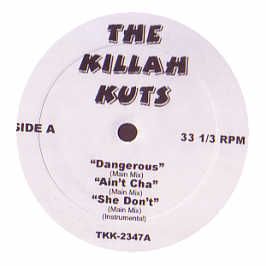 THE
KILLAH
KUTS
SIDE A
33 1/3 RPM
“Dangerous”
(Main Mix)
“Ain't Cha”
(Main Mix)
“She Don't”
(Main Mix)
(Instrumental)
TKK-2347A